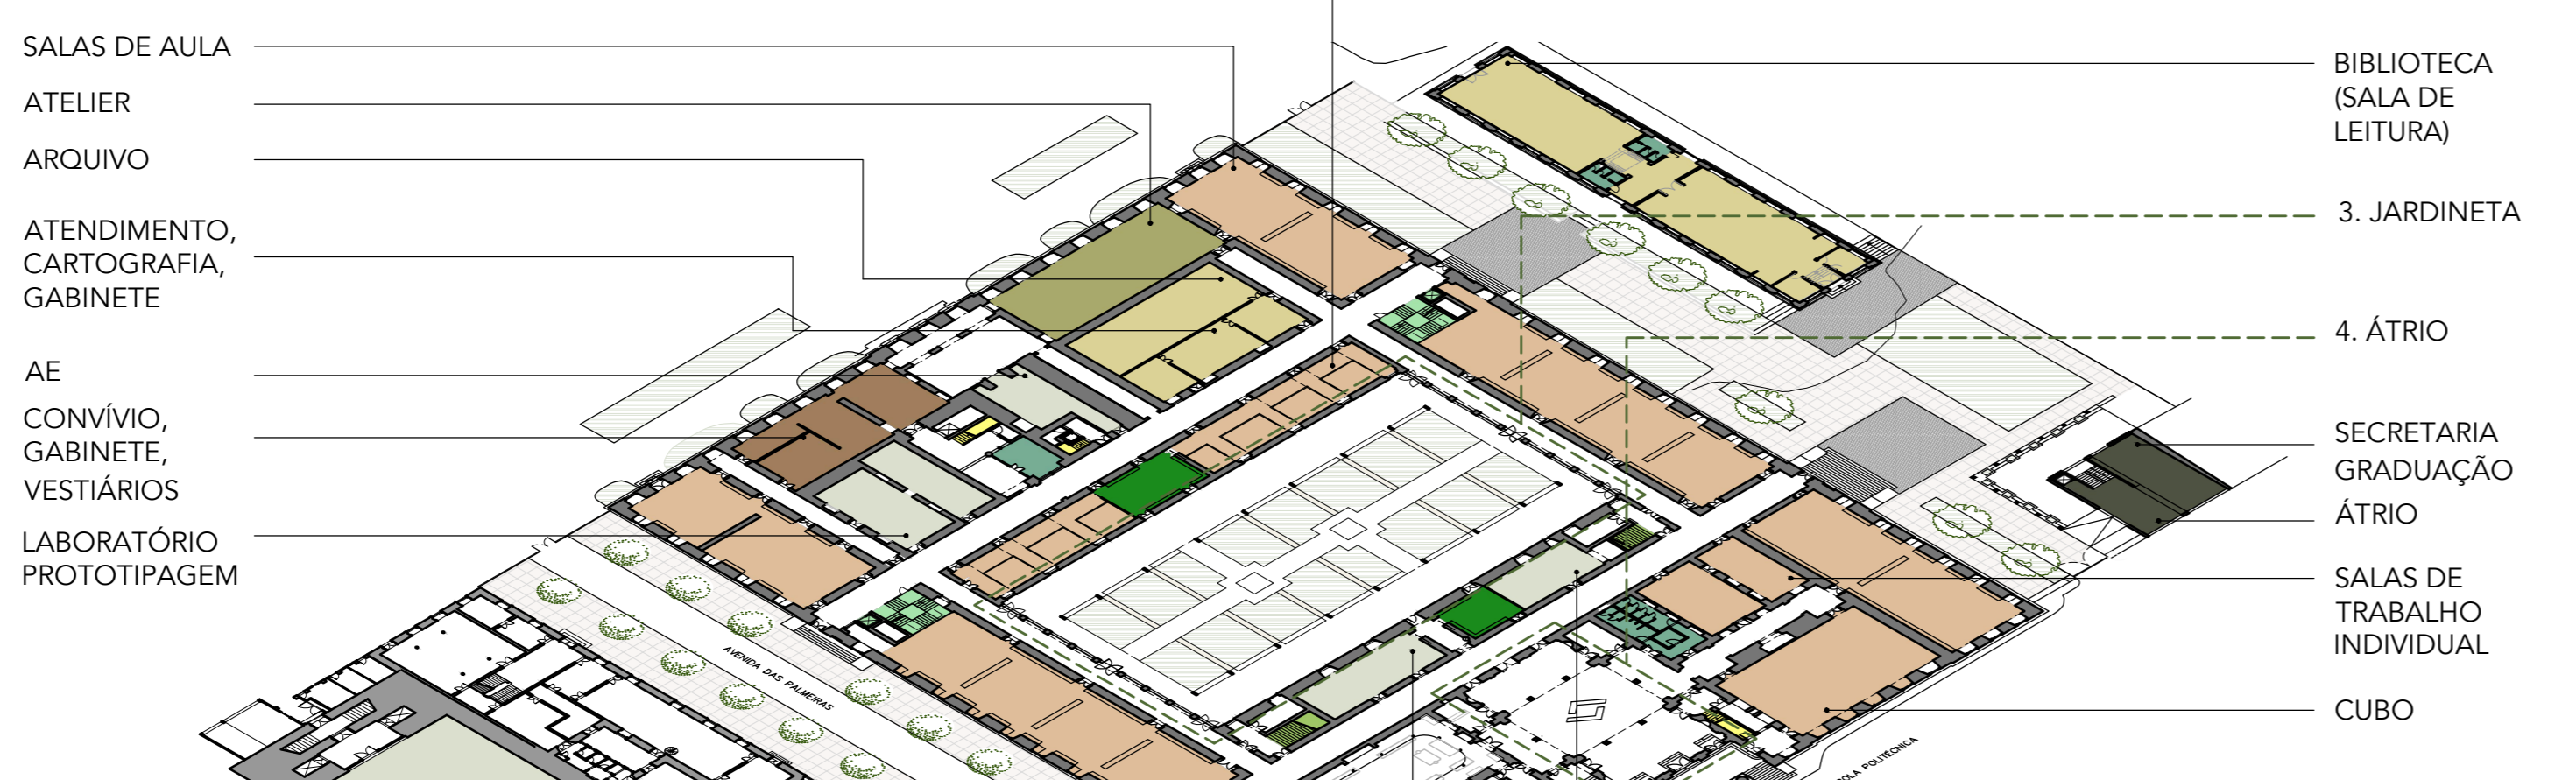 SALAS DE AULA
ATELIER
ARQUIVO
ATENDIMENTO,
CARTOGRAFIA,
GABINETE
AE
CONVÍVIO,
GABINETE,
VESTIÁRIOS
LABORATÓRIO
PROTOTIPAGEM
AVENIDA DAS PALMEIRAS
BIBLIOTECA
(SALA DE
LEITURA)
3. JARDINETA
4. ÁTRIO
SECRETARIA
GRADUAÇÃO
ÁTRIO
SALAS DE
TRABALHO
INDIVIDUAL
CUBO
POLITÉCNICA